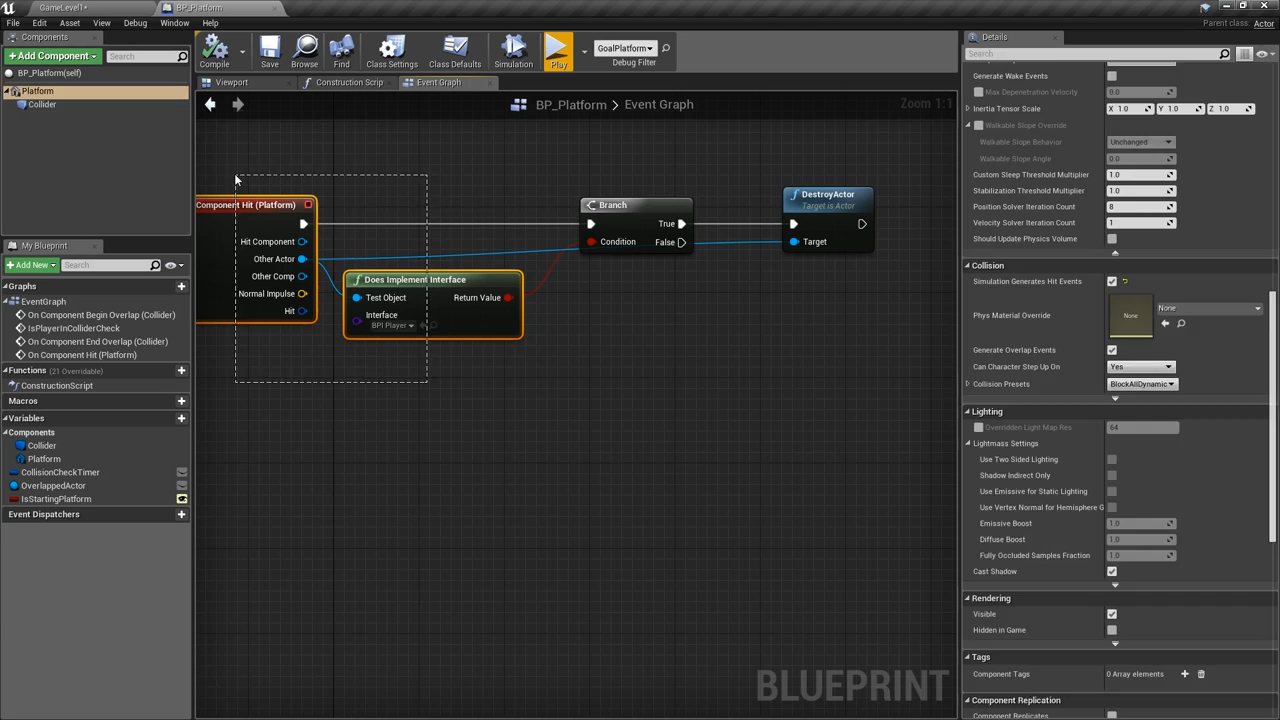 GameLevel1*
BP_Platform
File Edit Asset View Debug Window Help
Parent class: Actor
Components
+ Add Component
Search
BP_Platform(self)
Platform
Collider
Compile
Save
Browse
Find
Class Settings
Class Defaults
Simulation
Play
GoalPlatform
Debug Filter
Viewport
Construction Scrip
Event Graph
BP_Platform > Event Graph
Zoom 1:1
Component Hit (Platform)
Hit Component
Other Actor
Other Comp
Normal Impulse
Hit
Does Implement Interface
Test Object
Return Value
Interface
BPI Player
Branch
True
Condition
False
DestroyActor
Target is Actor
Target
BLUEPRINT
My Blueprint
+ Add New
Search
Graphs
EventGraph
On Component Begin Overlap (Collider)
IsPlayerInColliderCheck
On Component End Overlap (Collider)
On Component Hit (Platform)
Functions (21 Overridable)
ConstructionScript
Macros
Variables
Components
Collider
Platform
CollisionCheckTimer
OverlappedActor
IsStartingPlatform
Event Dispatchers
Details
Search
Generate Wake Events
Max Depenetration Velocity 0.0
Inertia Tensor Scale X 1.0 Y 1.0 Z 1.0
Walkable Slope Override
Walkable Slope Behavior Unchanged
Walkable Slope Angle 0.0
Custom Sleep Threshold Multiplier 1.0
Stabilization Threshold Multiplier 1.0
Position Solver Iteration Count 8
Velocity Solver Iteration Count 1
Should Update Physics Volume
Collision
Simulation Generates Hit Events
Phys Material Override None None
Generate Overlap Events
Can Character Step Up On Yes
Collision Presets BlockAllDynamic
Lighting
Overridden Light Map Res 64
Lightmass Settings
Use Two Sided Lighting
Shadow Indirect Only
Use Emissive for Static Lighting
Use Vertex Normal for Hemisphere G
Emissive Boost 1.0
Diffuse Boost 1.0
Fully Occluded Samples Fraction 1.0
Cast Shadow
Rendering
Visible
Hidden in Game
Tags
Component Tags 0 Array elements
Component Replication
Component Replicates